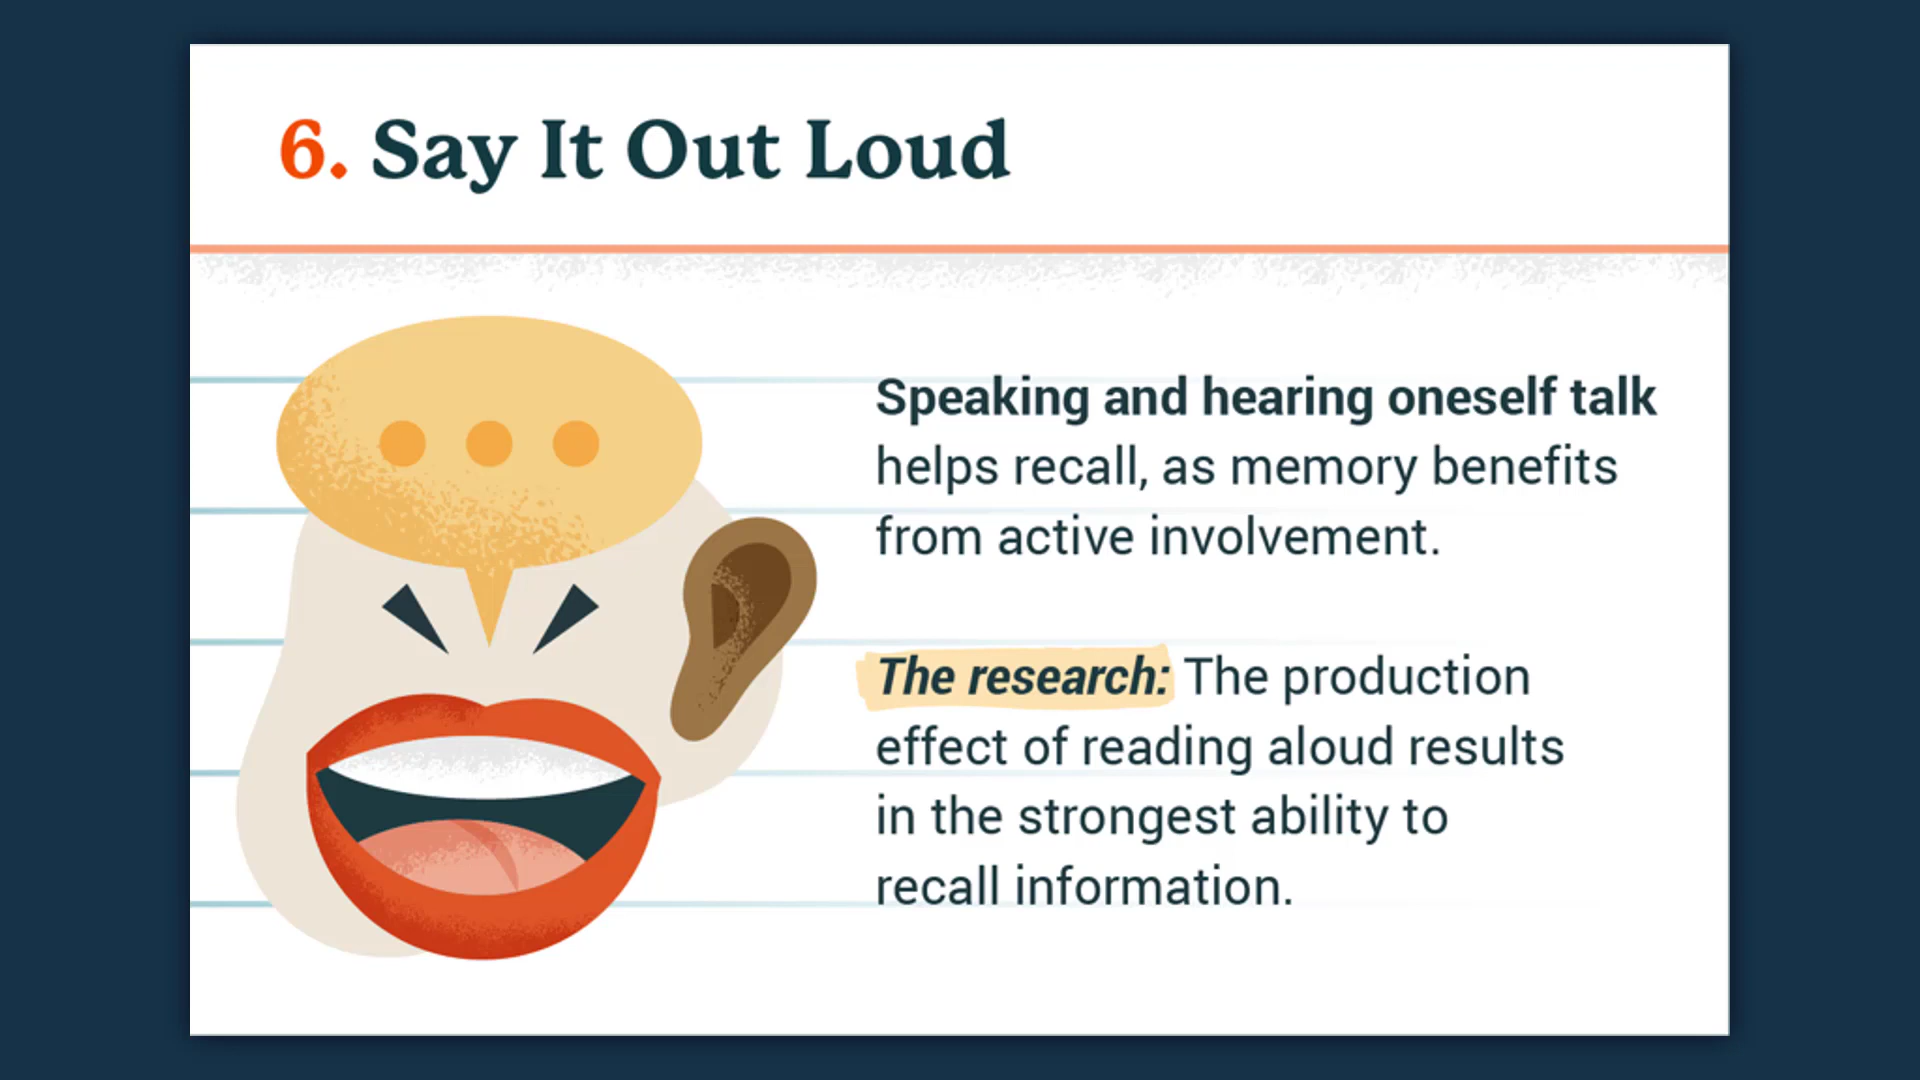 6. Say It Out Loud
Speaking and hearing oneself talk
helps recall, as memory benefits
from active involvement.
The research: The production
effect of reading aloud results
in the strongest ability to
recall information.